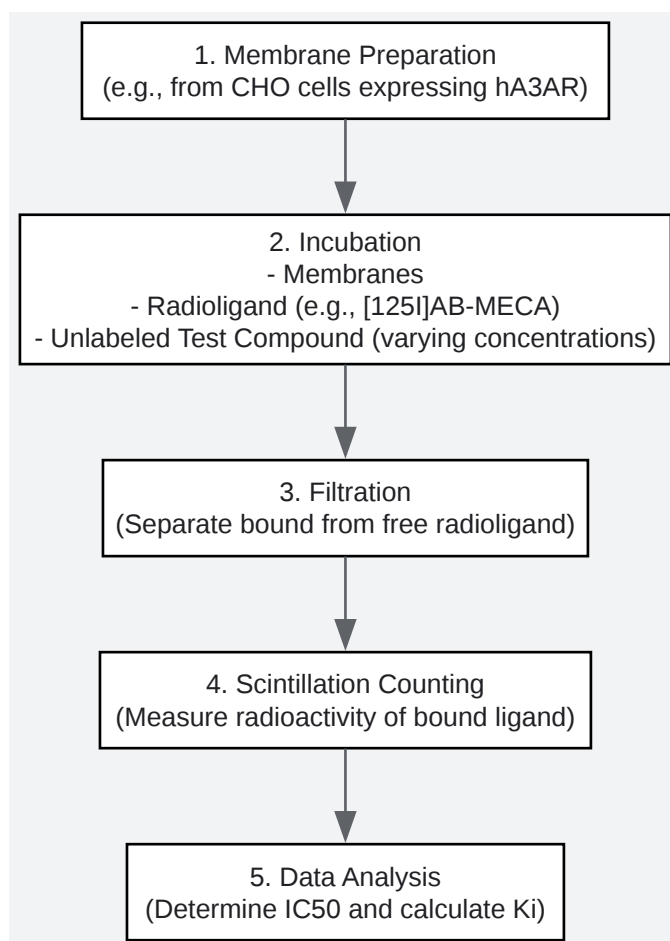 1. Membrane Preparation
(e.g., from CHO cells expressing hA3AR)
2. Incubation
- Membranes
- Radioligand (e.g., [125I]AB-MECA)
- Unlabeled Test Compound (varying concentrations)
3. Filtration
(Separate bound from free radioligand)
4. Scintillation Counting
(Measure radioactivity of bound ligand)
5. Data Analysis
(Determine IC50 and calculate Ki)